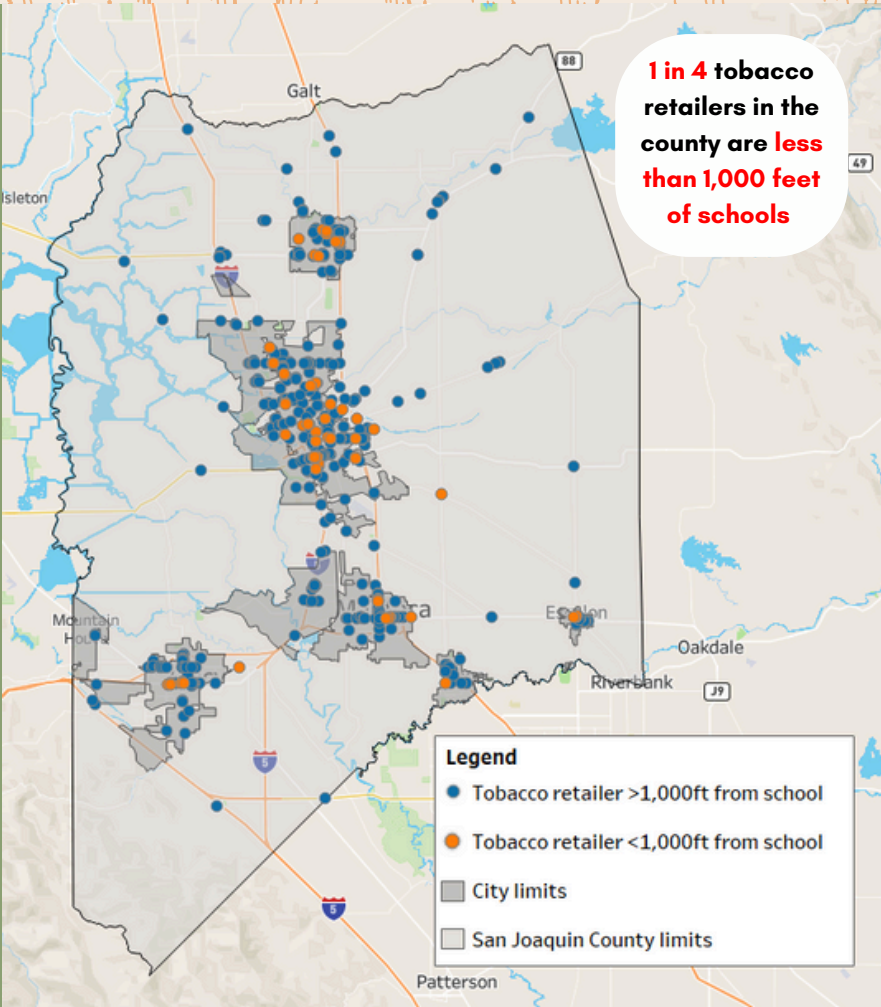 88
Galt
1 in 4 tobacco
retailers in the
county are less
than 1,000 feet
of schools
49
Isleton
5
Mountain
Oakdale
Riverbank
J9
5
Legend
Tobacco retailer >1,000ft from school
Tobacco retailer <1,000ft from school
City limits
San Joaquin County limits
5
Patterson